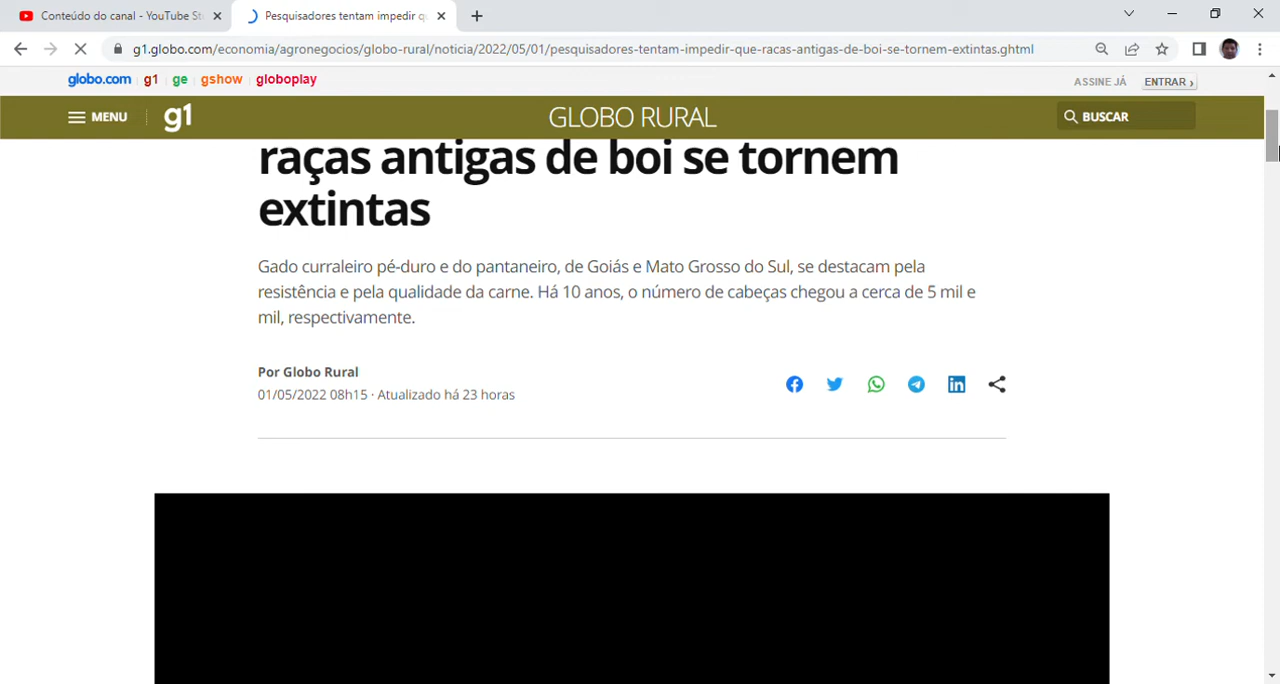 Conteúdo do canal - YouTube St
Pesquisadores tentam impedir qu
g1.globo.com/economia/agronegocios/globo-rural/noticia/2022/05/01/pesquisadores-tentam-impedir-que-racas-antigas-de-boi-se-tornem-extintas.ghtml
globo.com g1 ge gshow globoplay
ASSINE JÁ ENTRAR ›
MENU g1 GLOBO RURAL BUSCAR
raças antigas de boi se tornem
extintas
Gado curraleiro pé-duro e do pantaneiro, de Goiás e Mato Grosso do Sul, se destacam pela
resistência e pela qualidade da carne. Há 10 anos, o número de cabeças chegou a cerca de 5 mil e
mil, respectivamente.
Por Globo Rural
01/05/2022 08h15 · Atualizado há 23 horas